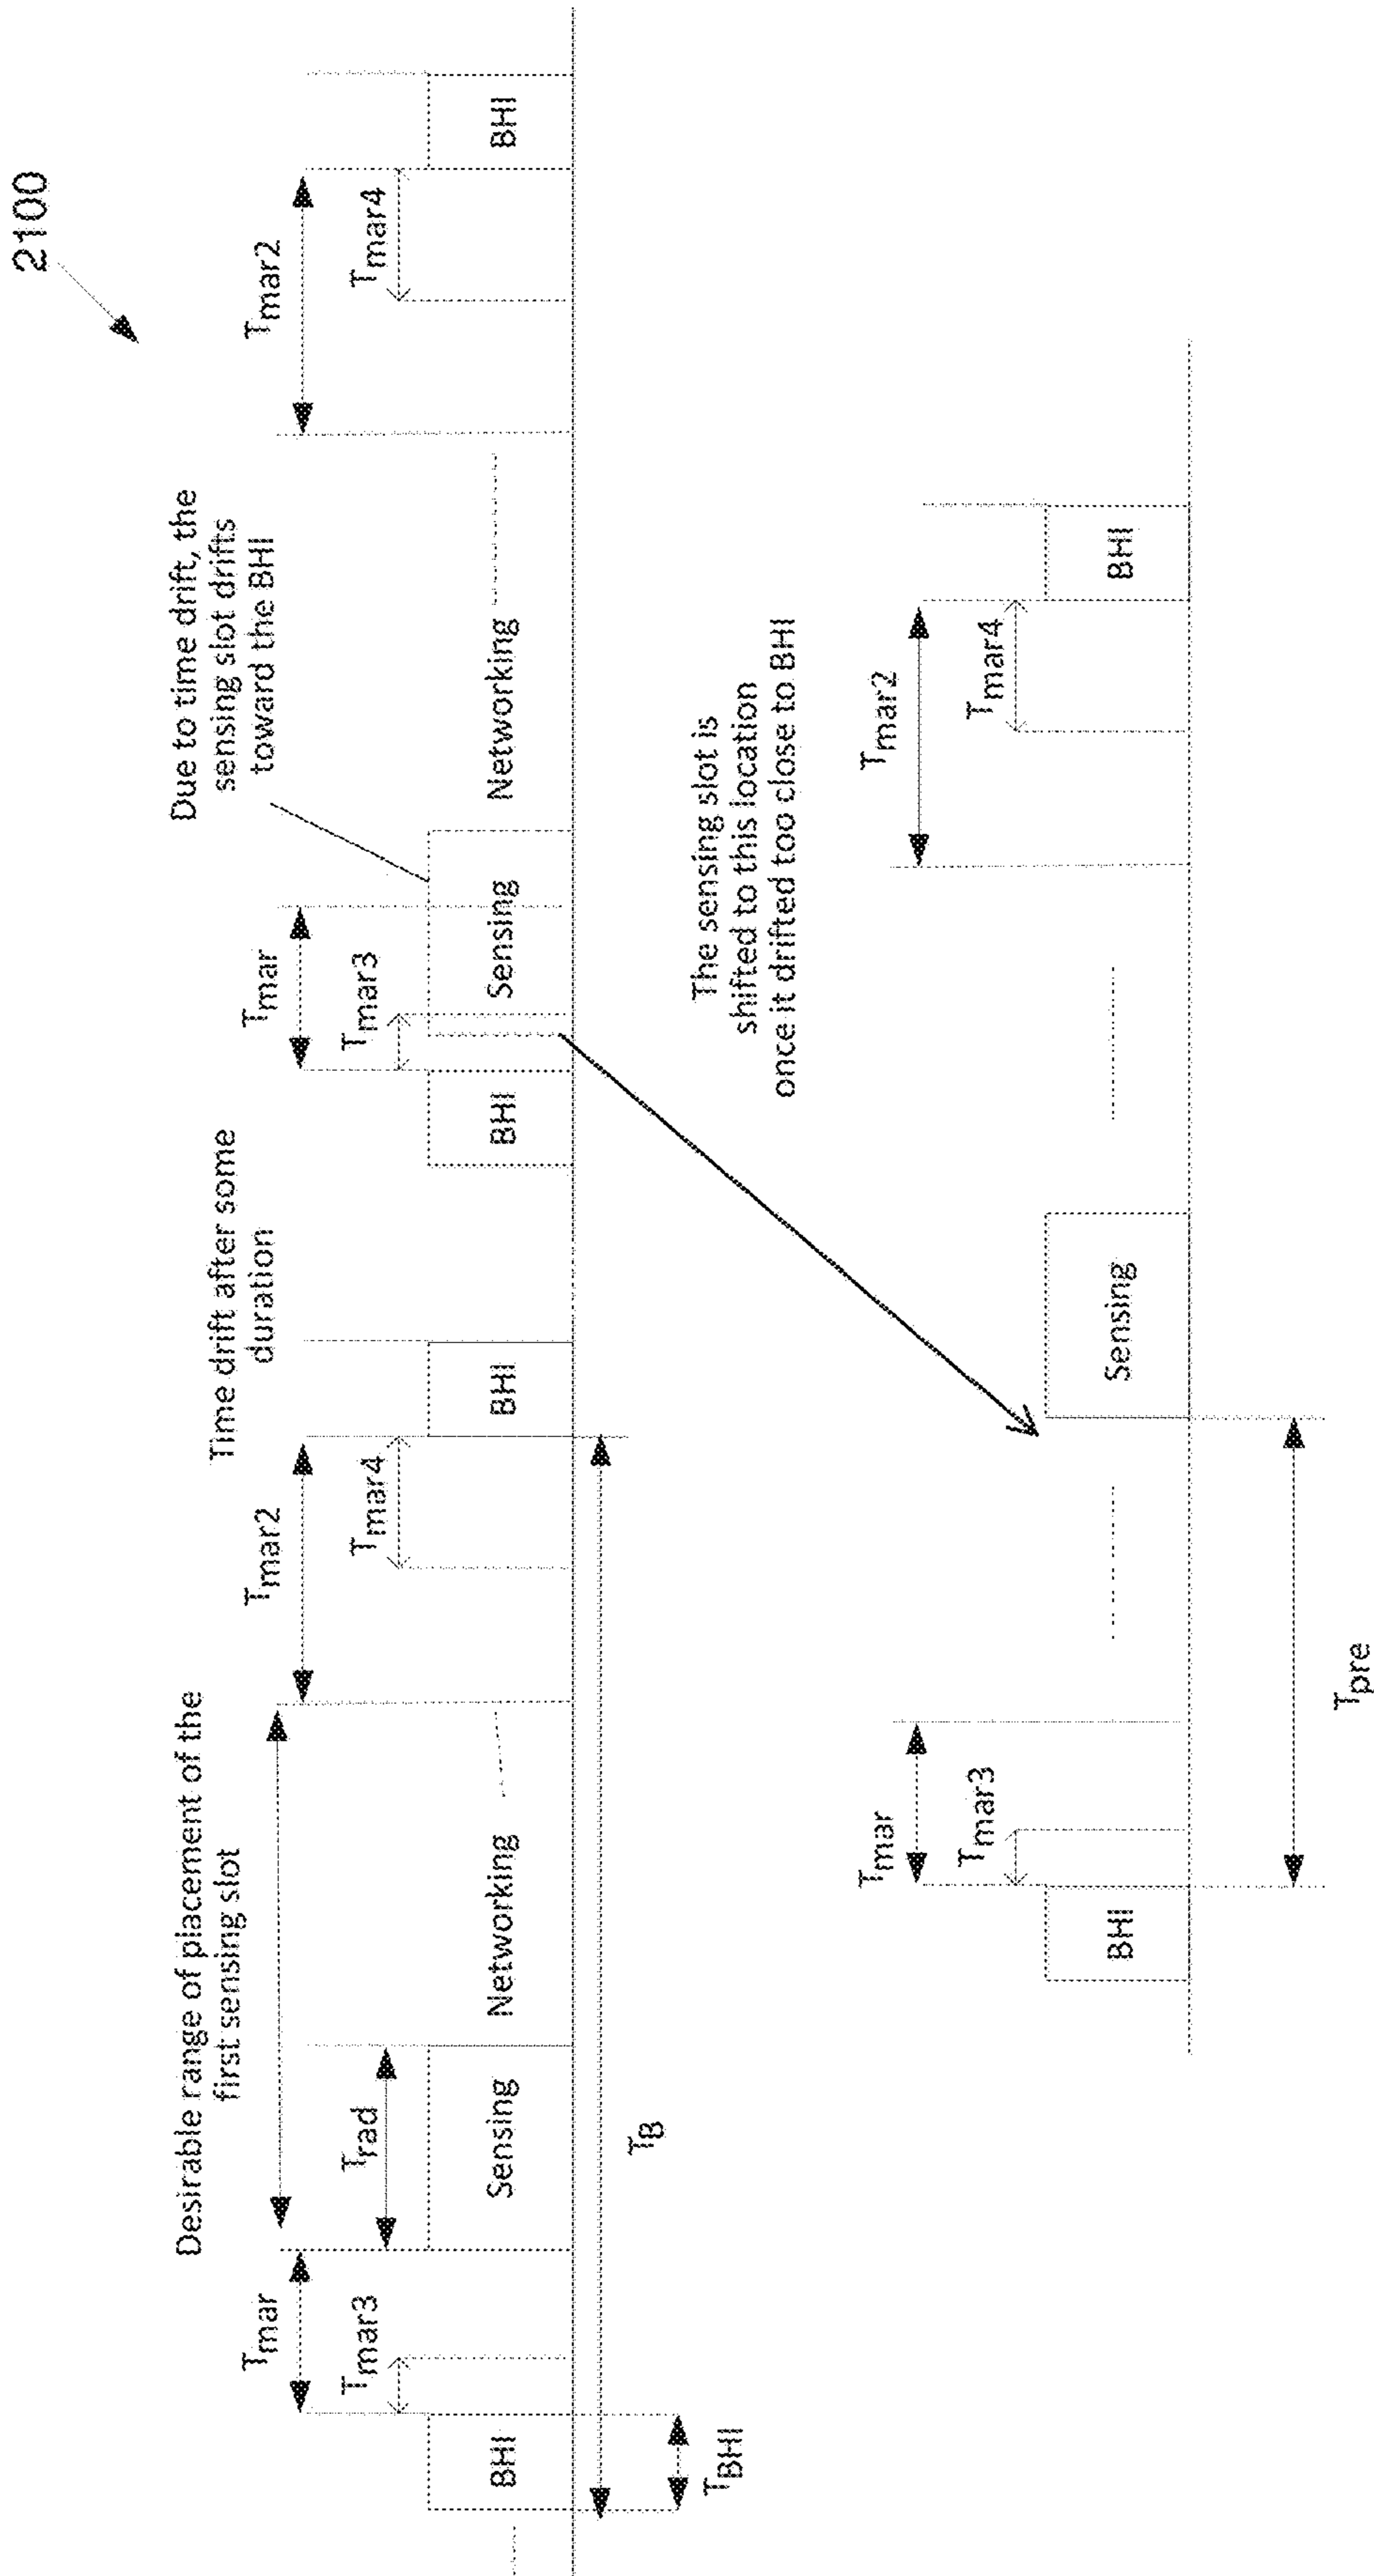 2100
Desirable range of placement of the
first sensing slot
Time drift after some
duration
Due to time drift, the
sensing slot drifts
toward the BHI
Tmar
Tmar2
Tmar
Tmar2
Tmar3
Trad
Tmar4
Tmar3
Tmar4
BHI
Sensing
Networking
BHI
BHI
Sensing
Networking
BHI
TB
TBHI
The sensing slot is
shifted to this location
once it drifted too close to BHI
Tmar
Tmar2
Tmar3
Tmar4
BHI
Sensing
BHI
Tpre